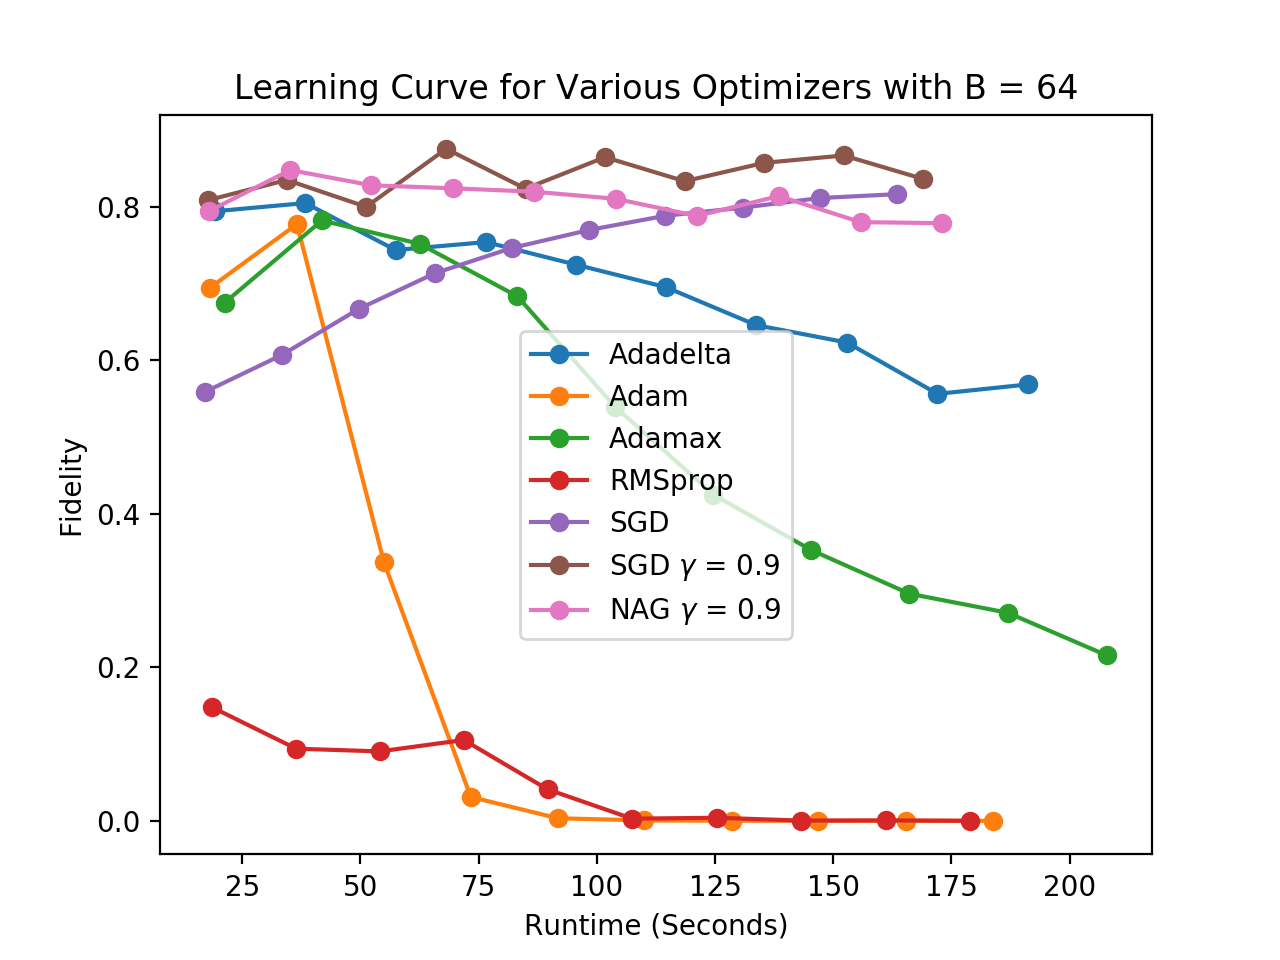 Learning Curve for Various Optimizers with B = 64
0.8
0.6
0.4
0.2
0.0
Fidelity
Adadelta
Adam
Adamax
RMSprop
SGD
SGD γ = 0.9
NAG γ = 0.9
25 50 75 100 125 150 175 200
Runtime (Seconds)